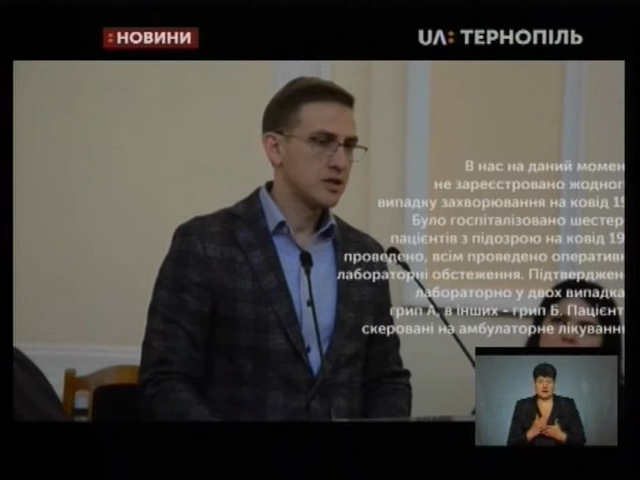 :НОВИНИ
UA: ТЕРНОПІЛЬ
В нас на даний момен
не зареєстровано жодног
випадку захворювання на ковід 19
Було госпіталізовано шестер
пацієнтів з підозрою на ковід 19
проведено, всім проведено оперативн
лабораторні обстеження. Підтверджен
лабораторно у двох випадка
грип А, в інших - грип Б. Пацієнт
скеровані на амбулаторне лікуванн